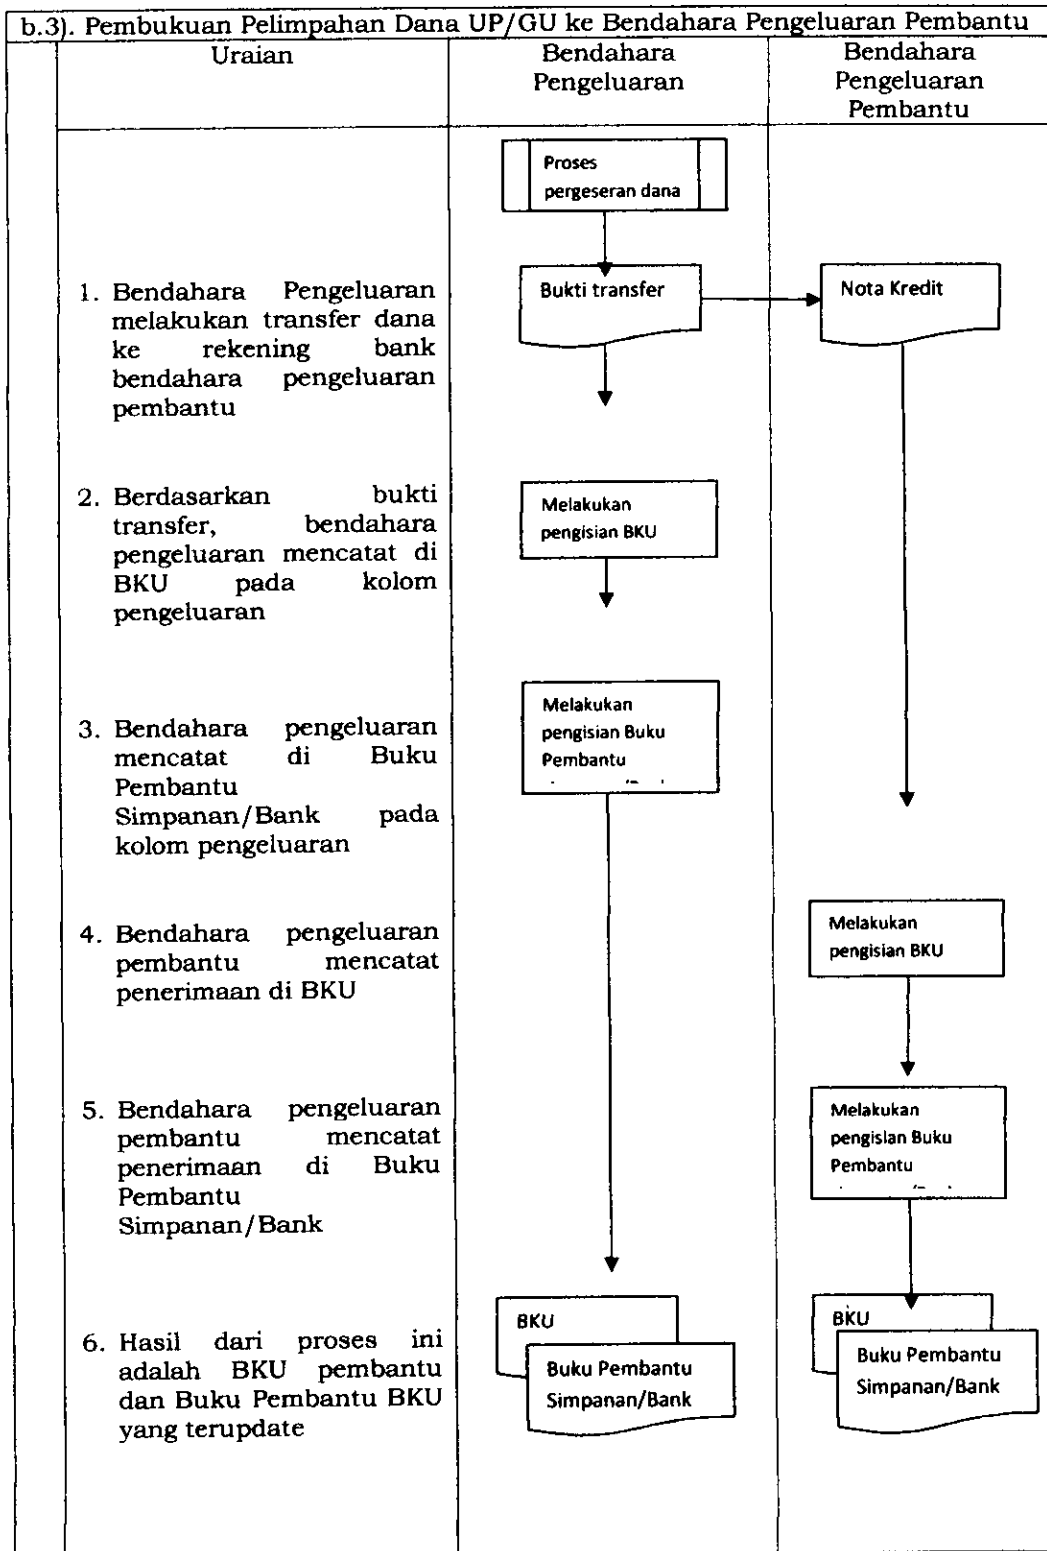 b.3). Pembukuan Pelimpahan Dana UP/GU ke Bendahara Pengeluaran Pembantu
Uraian
Bendahara
Pengeluaran
Bendahara
Pengeluaran
Pembantu
Proses
pergeseran dana
1. Bendahara Pengeluaran
melakukan transfer dana
ke rekening bank
bendahara pengeluaran
pembantu
Bukti transfer
Nota Kredit
2. Berdasarkan bukti
transfer, bendahara
pengeluaran mencatat di
BKU pada kolom
pengeluaran
Melakukan
pengisian BKU
3. Bendahara pengeluaran
mencatat di Buku
Pembantu
Simpanan/Bank pada
kolom pengeluaran
Melakukan
pengisian Buku
Pembantu
4. Bendahara pengeluaran
pembantu mencatat
penerimaan di BKU
Melakukan
pengisian BKU
5. Bendahara pengeluaran
pembantu mencatat
penerimaan di Buku
Pembantu
Simpanan/Bank
Melakukan
pengisian Buku
Pembantu
6. Hasil dari proses ini
adalah BKU pembantu
dan Buku Pembantu BKU
yang terupdate
BKU
Buku Pembantu
Simpanan/Bank
BKU
Buku Pembantu
Simpanan/Bank